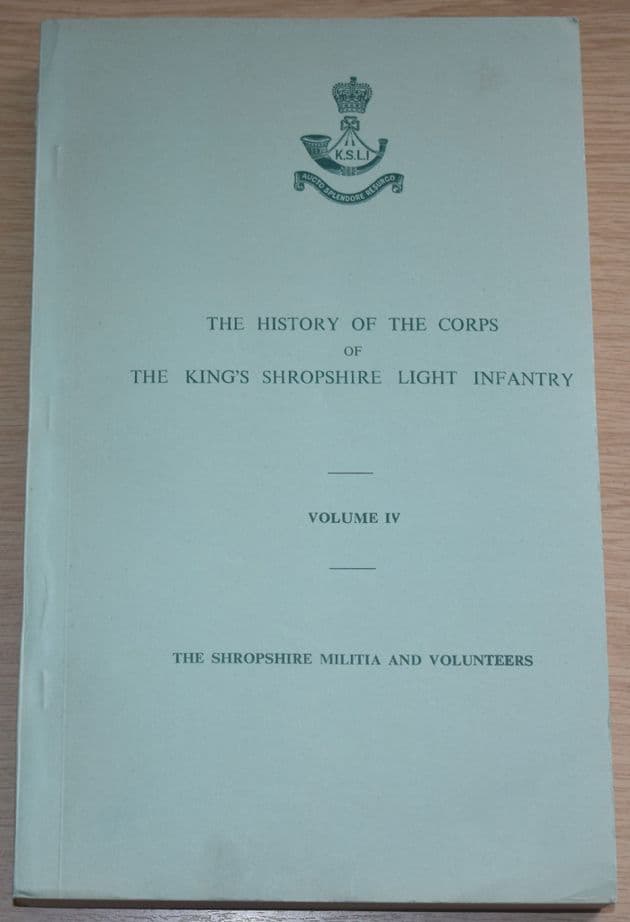 K.S.L.I
AUCTO SPLENDORE RESURGO
THE HISTORY OF THE CORPS
OF
THE KING'S SHROPSHIRE LIGHT INFANTRY
VOLUME IV
THE SHROPSHIRE MILITIA AND VOLUNTEERS